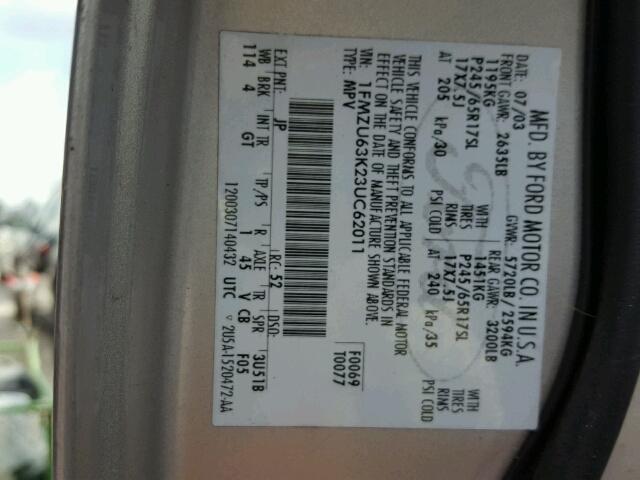 MFD. BY FORD MOTOR CO. IN U.S.A.
DATE: 07/03 GVWR: 5720LB/ 2594KG
FRONT GAWR: 2635LB REAR GAWR: 3200LB
1195KG WITH 1451KG WITH
P245/65R17SL TIRES P245/65R17SL TIRES
17X7.5J RIMS 17X7.5J RIMS
AT 205 kPa/30 PSI COLD AT 240 kPa/35 PSI COLD
THIS VEHICLE CONFORMS TO ALL APPLICABLE FEDERAL MOTOR
VEHICLE SAFETY AND THEFT PREVENTION STANDARDS IN
EFFECT ON THE DATE OF MANUFACTURE SHOWN ABOVE.
VIN: 1FMZU63K23UC62011
TYPE: MPV
F0069
T0077
EXT PNT: JP RC: 52 DSO:
WB BRK INT TR TP/PS R AXLE TR SPR 3U51B
114 4 GT 1 45 V CB F05
1200307140432 UTC ▽ 2U5A-1520472-AA